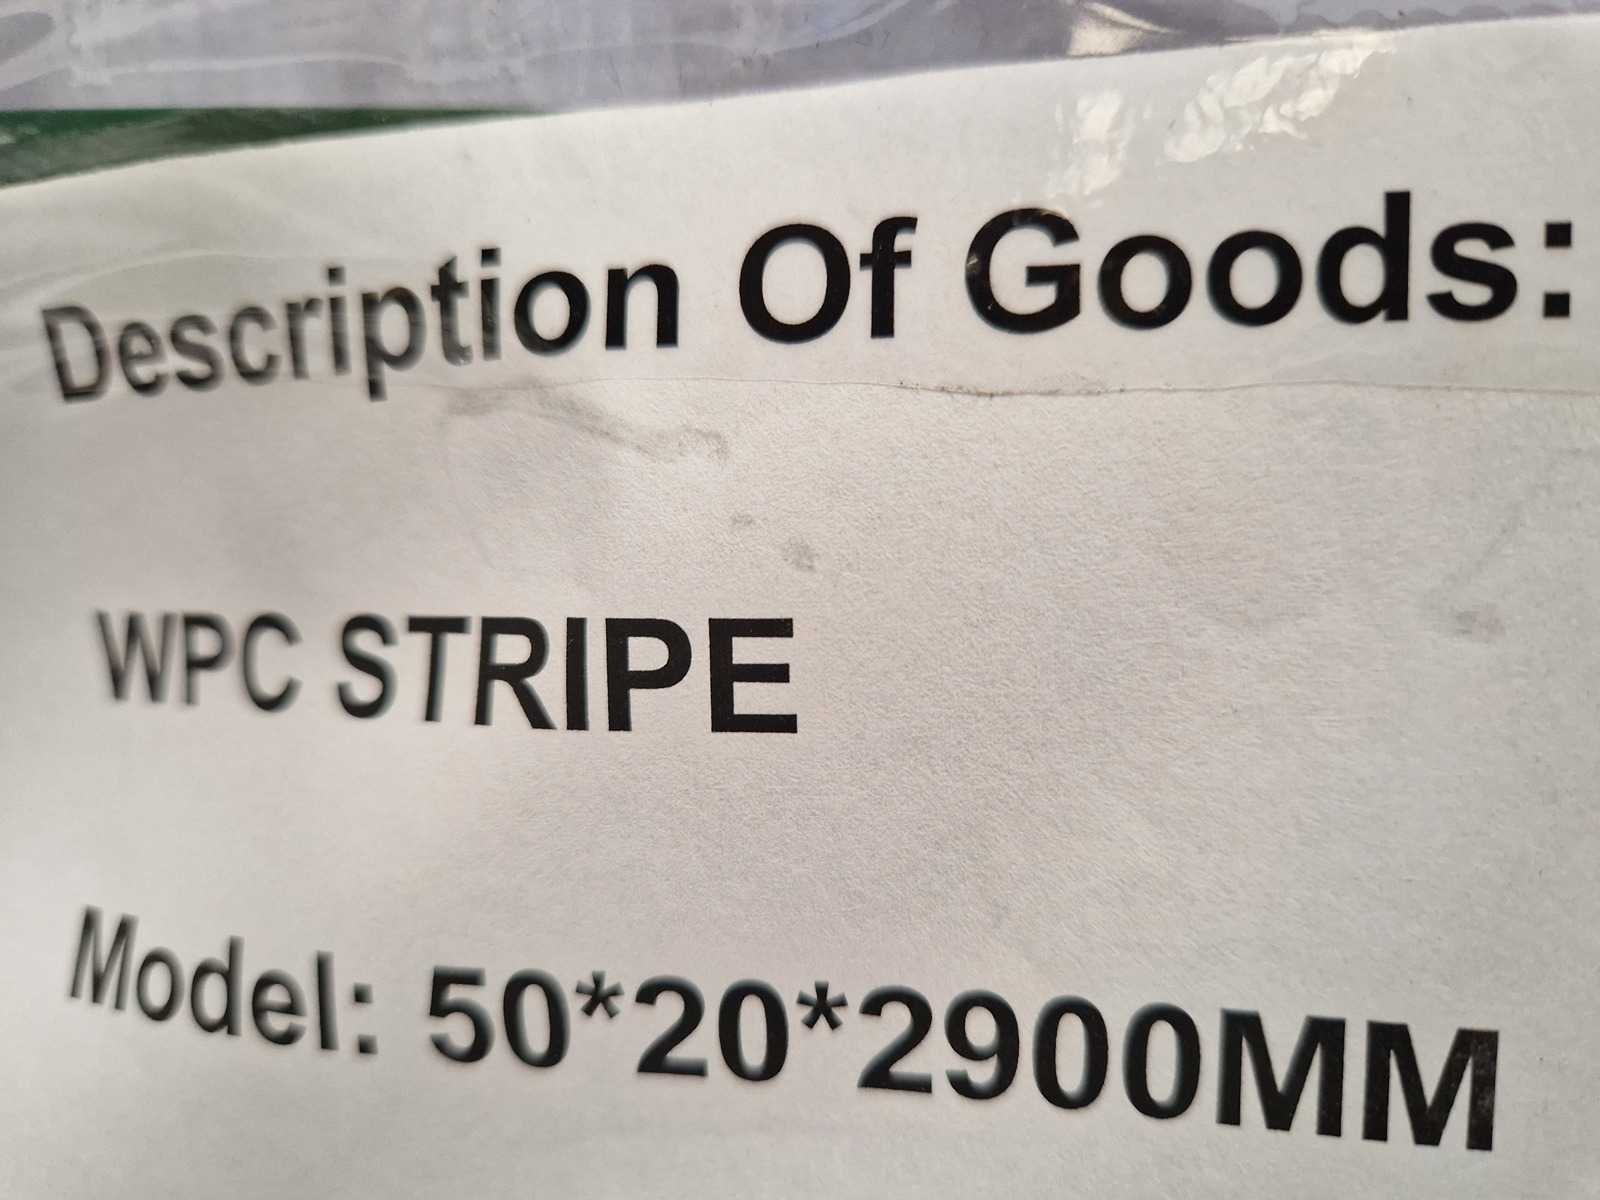 Description Of Goods:
WPC STRIPE
Model: 50*20*2900MM